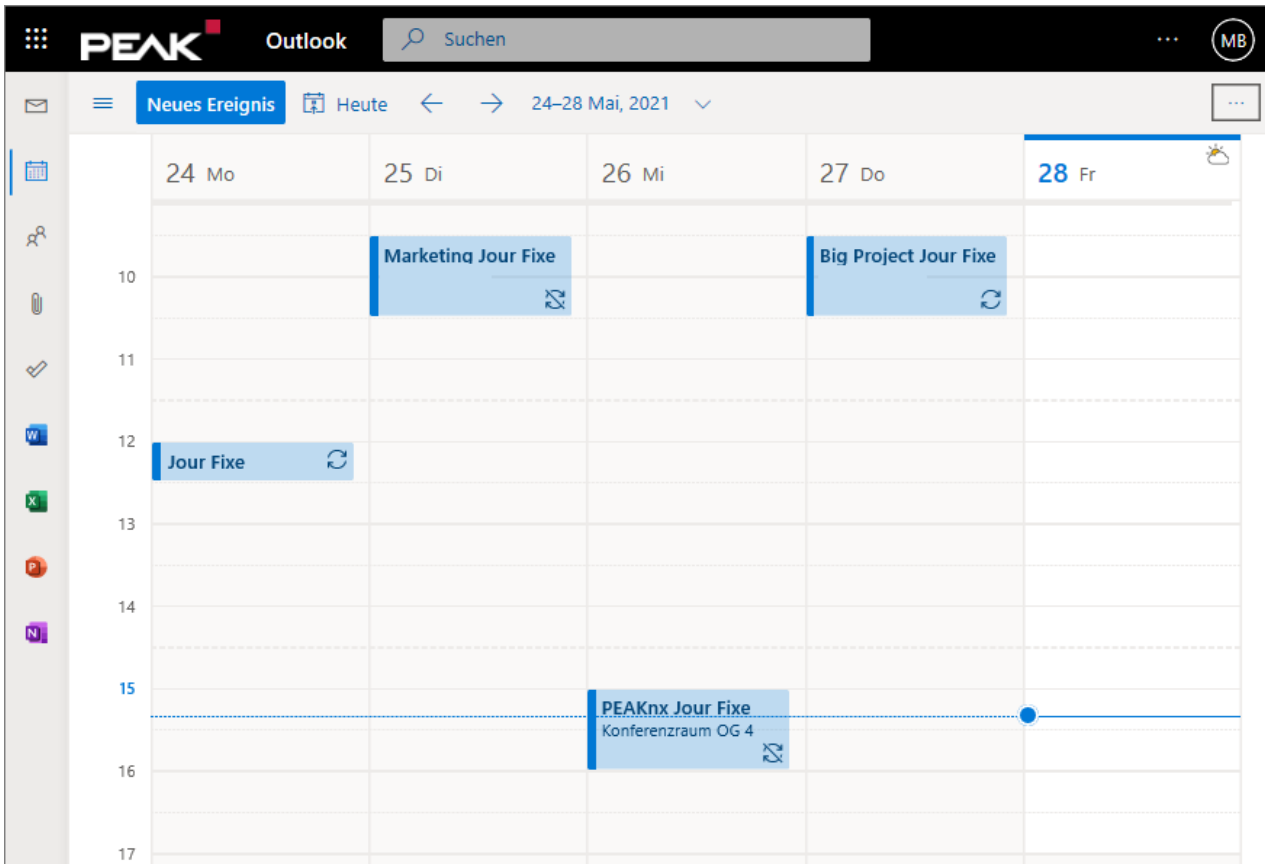 PEAK Outlook Suchen ... MB
Neues Ereignis Heute 24–28 Mai, 2021 ...
24 Mo 25 Di 26 Mi 27 Do 28 Fr
Marketing Jour Fixe Big Project Jour Fixe
10
11
12
Jour Fixe
13
14
15
PEAKnx Jour Fixe
Konferenzraum OG 4
16
17
W
X
P
N